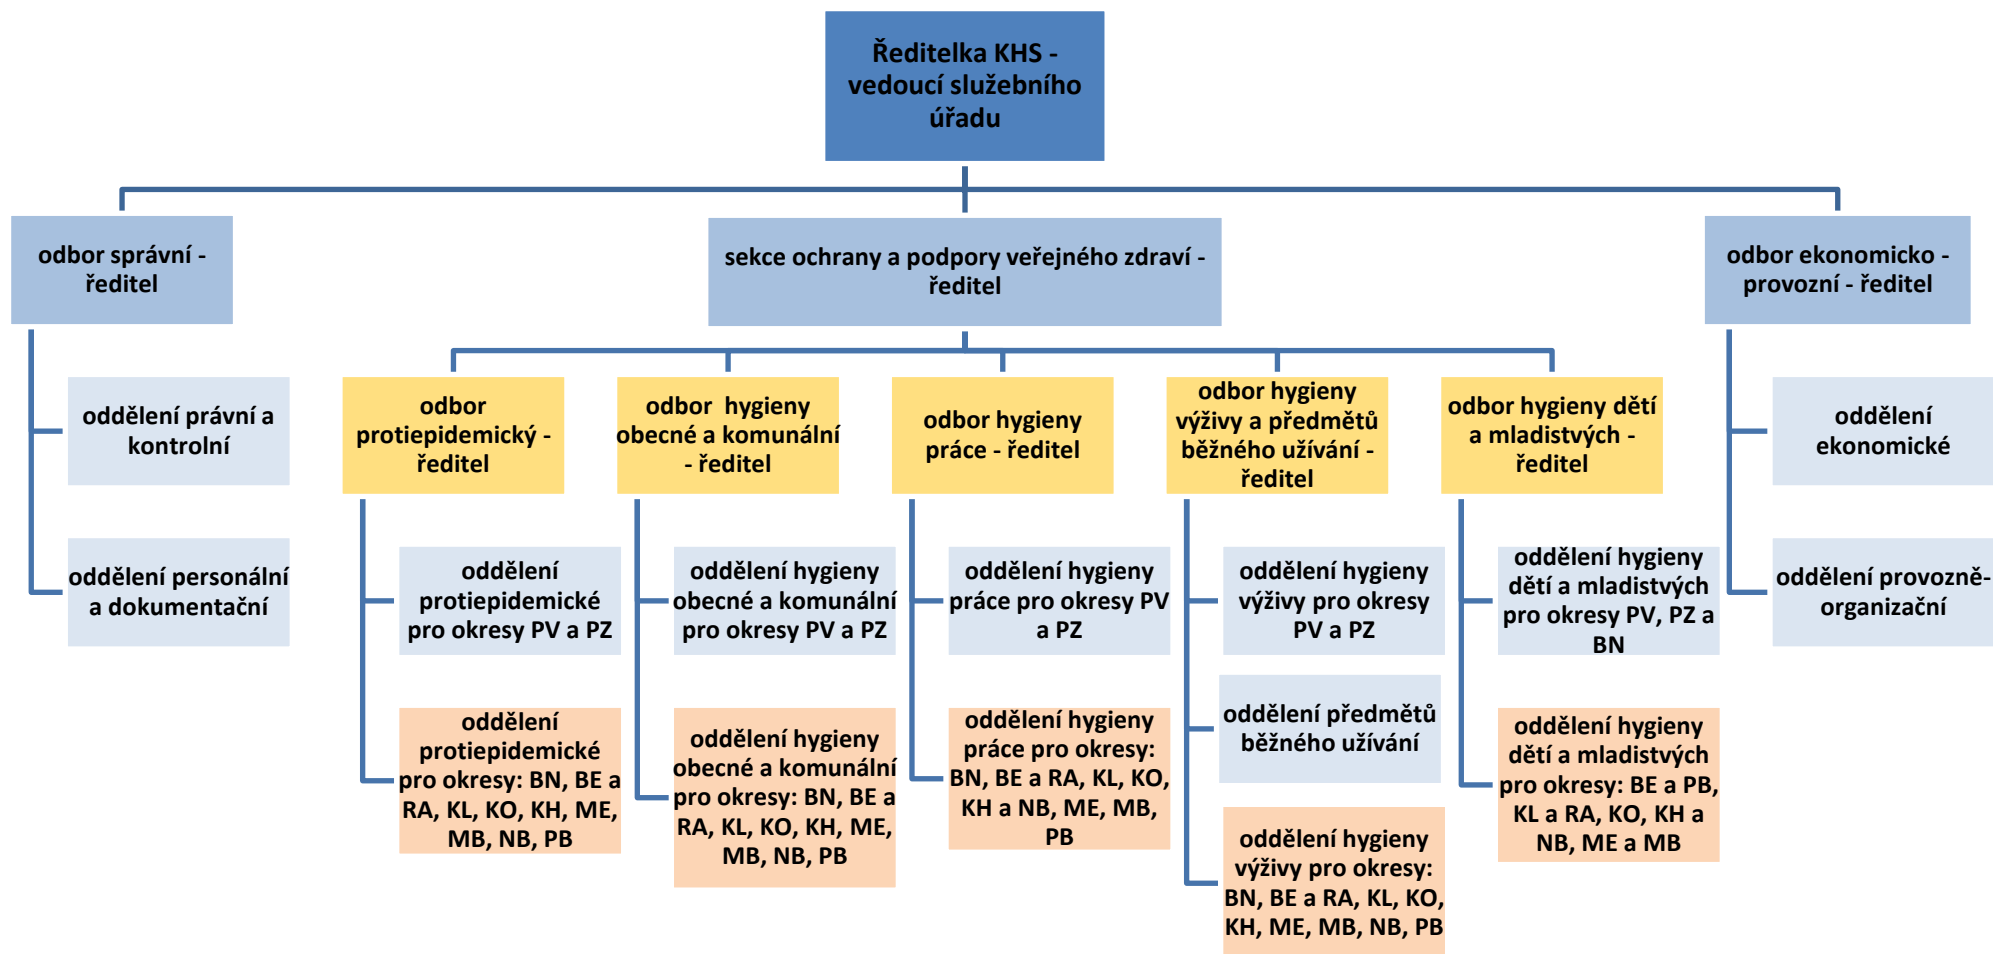 Ředitelka KHS -
vedoucí služebního
úřadu
odbor správní -
ředitel
sekce ochrany a podpory veřejného zdraví -
ředitel
odbor ekonomicko -
provozní - ředitel
oddělení právní a
kontrolní
oddělení personální
a dokumentační
odbor
protiepidemický -
ředitel
oddělení
protiepidemické
pro okresy PV a PZ
oddělení
protiepidemické
pro okresy: BN, BE a
RA, KL, KO, KH, ME,
MB, NB, PB
odbor  hygieny
obecné a komunální
- ředitel
oddělení hygieny
obecné a komunální
pro okresy PV a PZ
oddělení hygieny
obecné a komunální
pro okresy: BN, BE a
RA, KL, KO, KH, ME,
MB, NB, PB
odbor hygieny
práce - ředitel
oddělení hygieny
práce pro okresy PV
a PZ
oddělení hygieny
práce pro okresy:
BN, BE a RA, KL, KO,
KH a NB, ME, MB,
PB
odbor hygieny
výživy a předmětů
běžného užívání -
ředitel
oddělení hygieny
výživy pro okresy
PV a PZ
oddělení předmětů
běžného užívání
oddělení hygieny
výživy pro okresy:
BN, BE a RA, KL, KO,
KH, ME, MB, NB, PB
odbor hygieny dětí
a mladistvých -
ředitel
oddělení hygieny
dětí a mladistvých
pro okresy PV, PZ a
BN
oddělení hygieny
dětí a mladistvých
pro okresy: BE a PB,
KL a RA, KO, KH a
NB, ME a MB
oddělení
ekonomické
oddělení provozně-
organizační